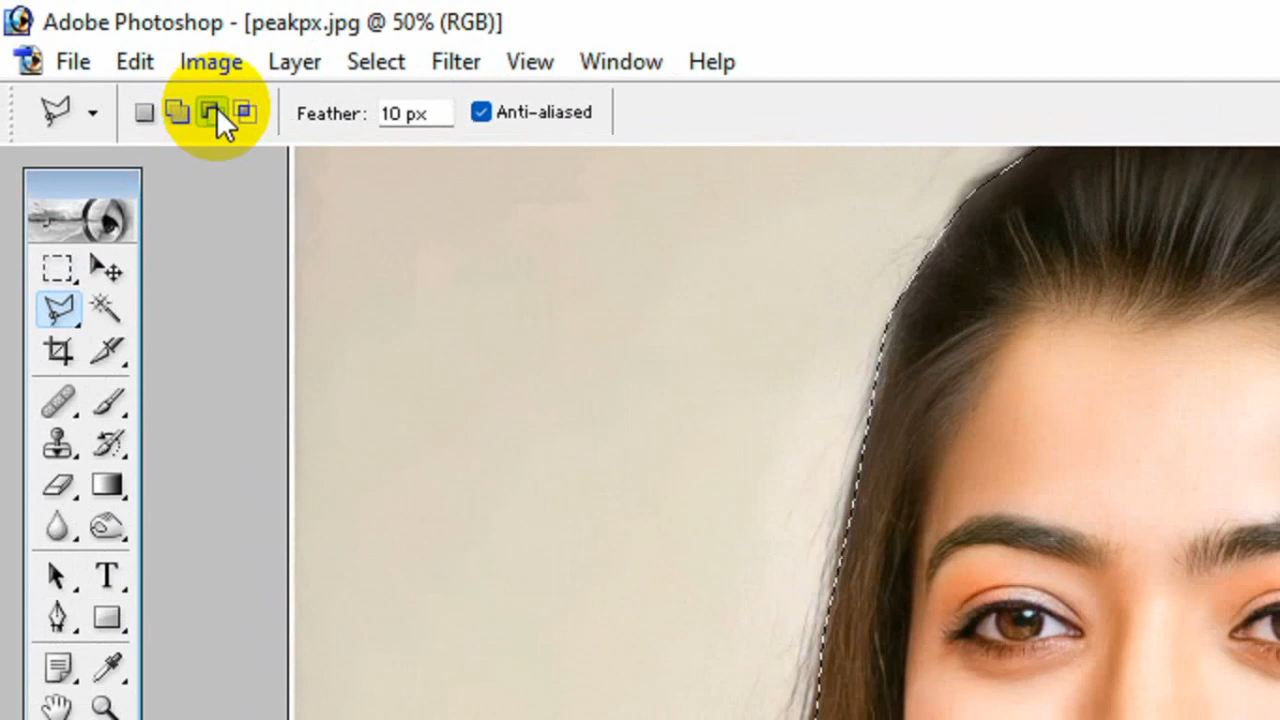 Adobe Photoshop - [peakpx.jpg @ 50% (RGB)]
File Edit Image Layer Select Filter View Window Help
Feather: 10 px Anti-aliased